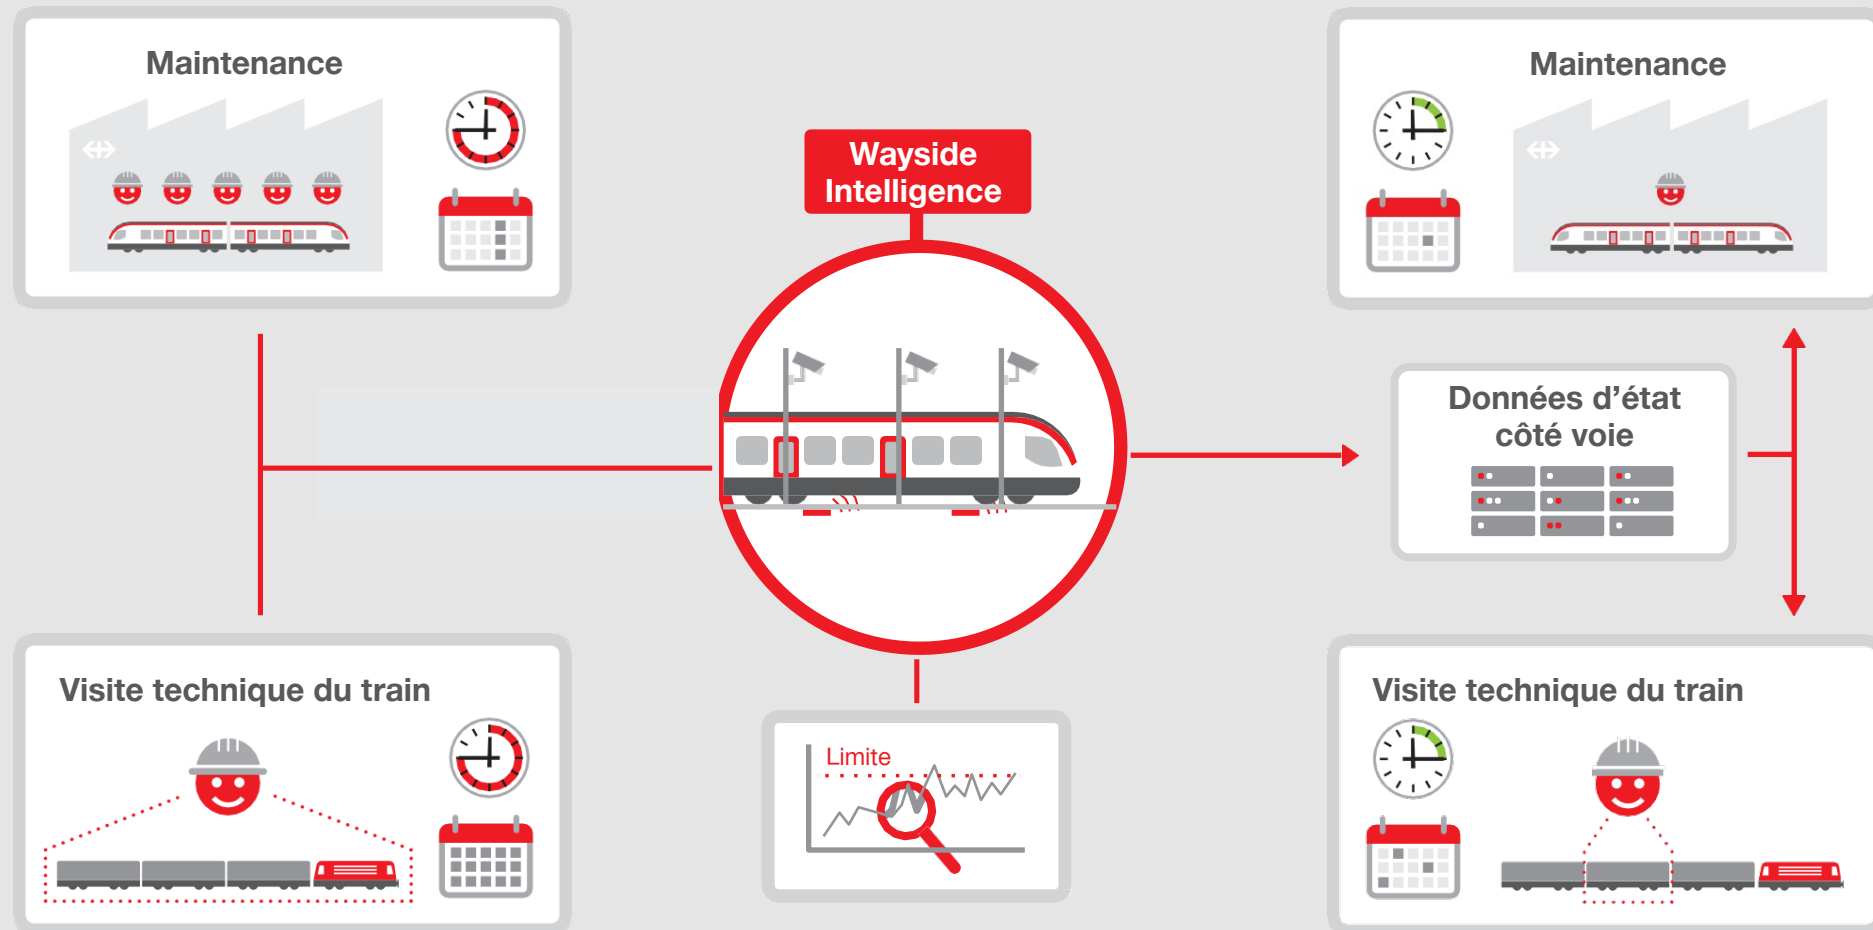 Maintenance
Wayside
Intelligence
Maintenance
Données d’état
côté voie
Visite technique du train
Limite
Visite technique du train